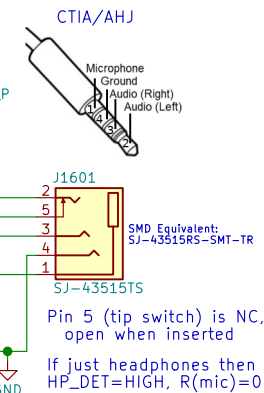 CTIA/AHJ
Microphone
Ground
Audio (Right)
Audio (Left)
1
4
3
2
P
J1601
2
5
3
4
1
SMD Equivalent:
SJ-43515RS-SMT-TR
SJ-43515TS
Pin 5 (tip switch) is NC,
open when inserted
If just headphones then
HP_DET=HIGH, R(mic)=0
GND